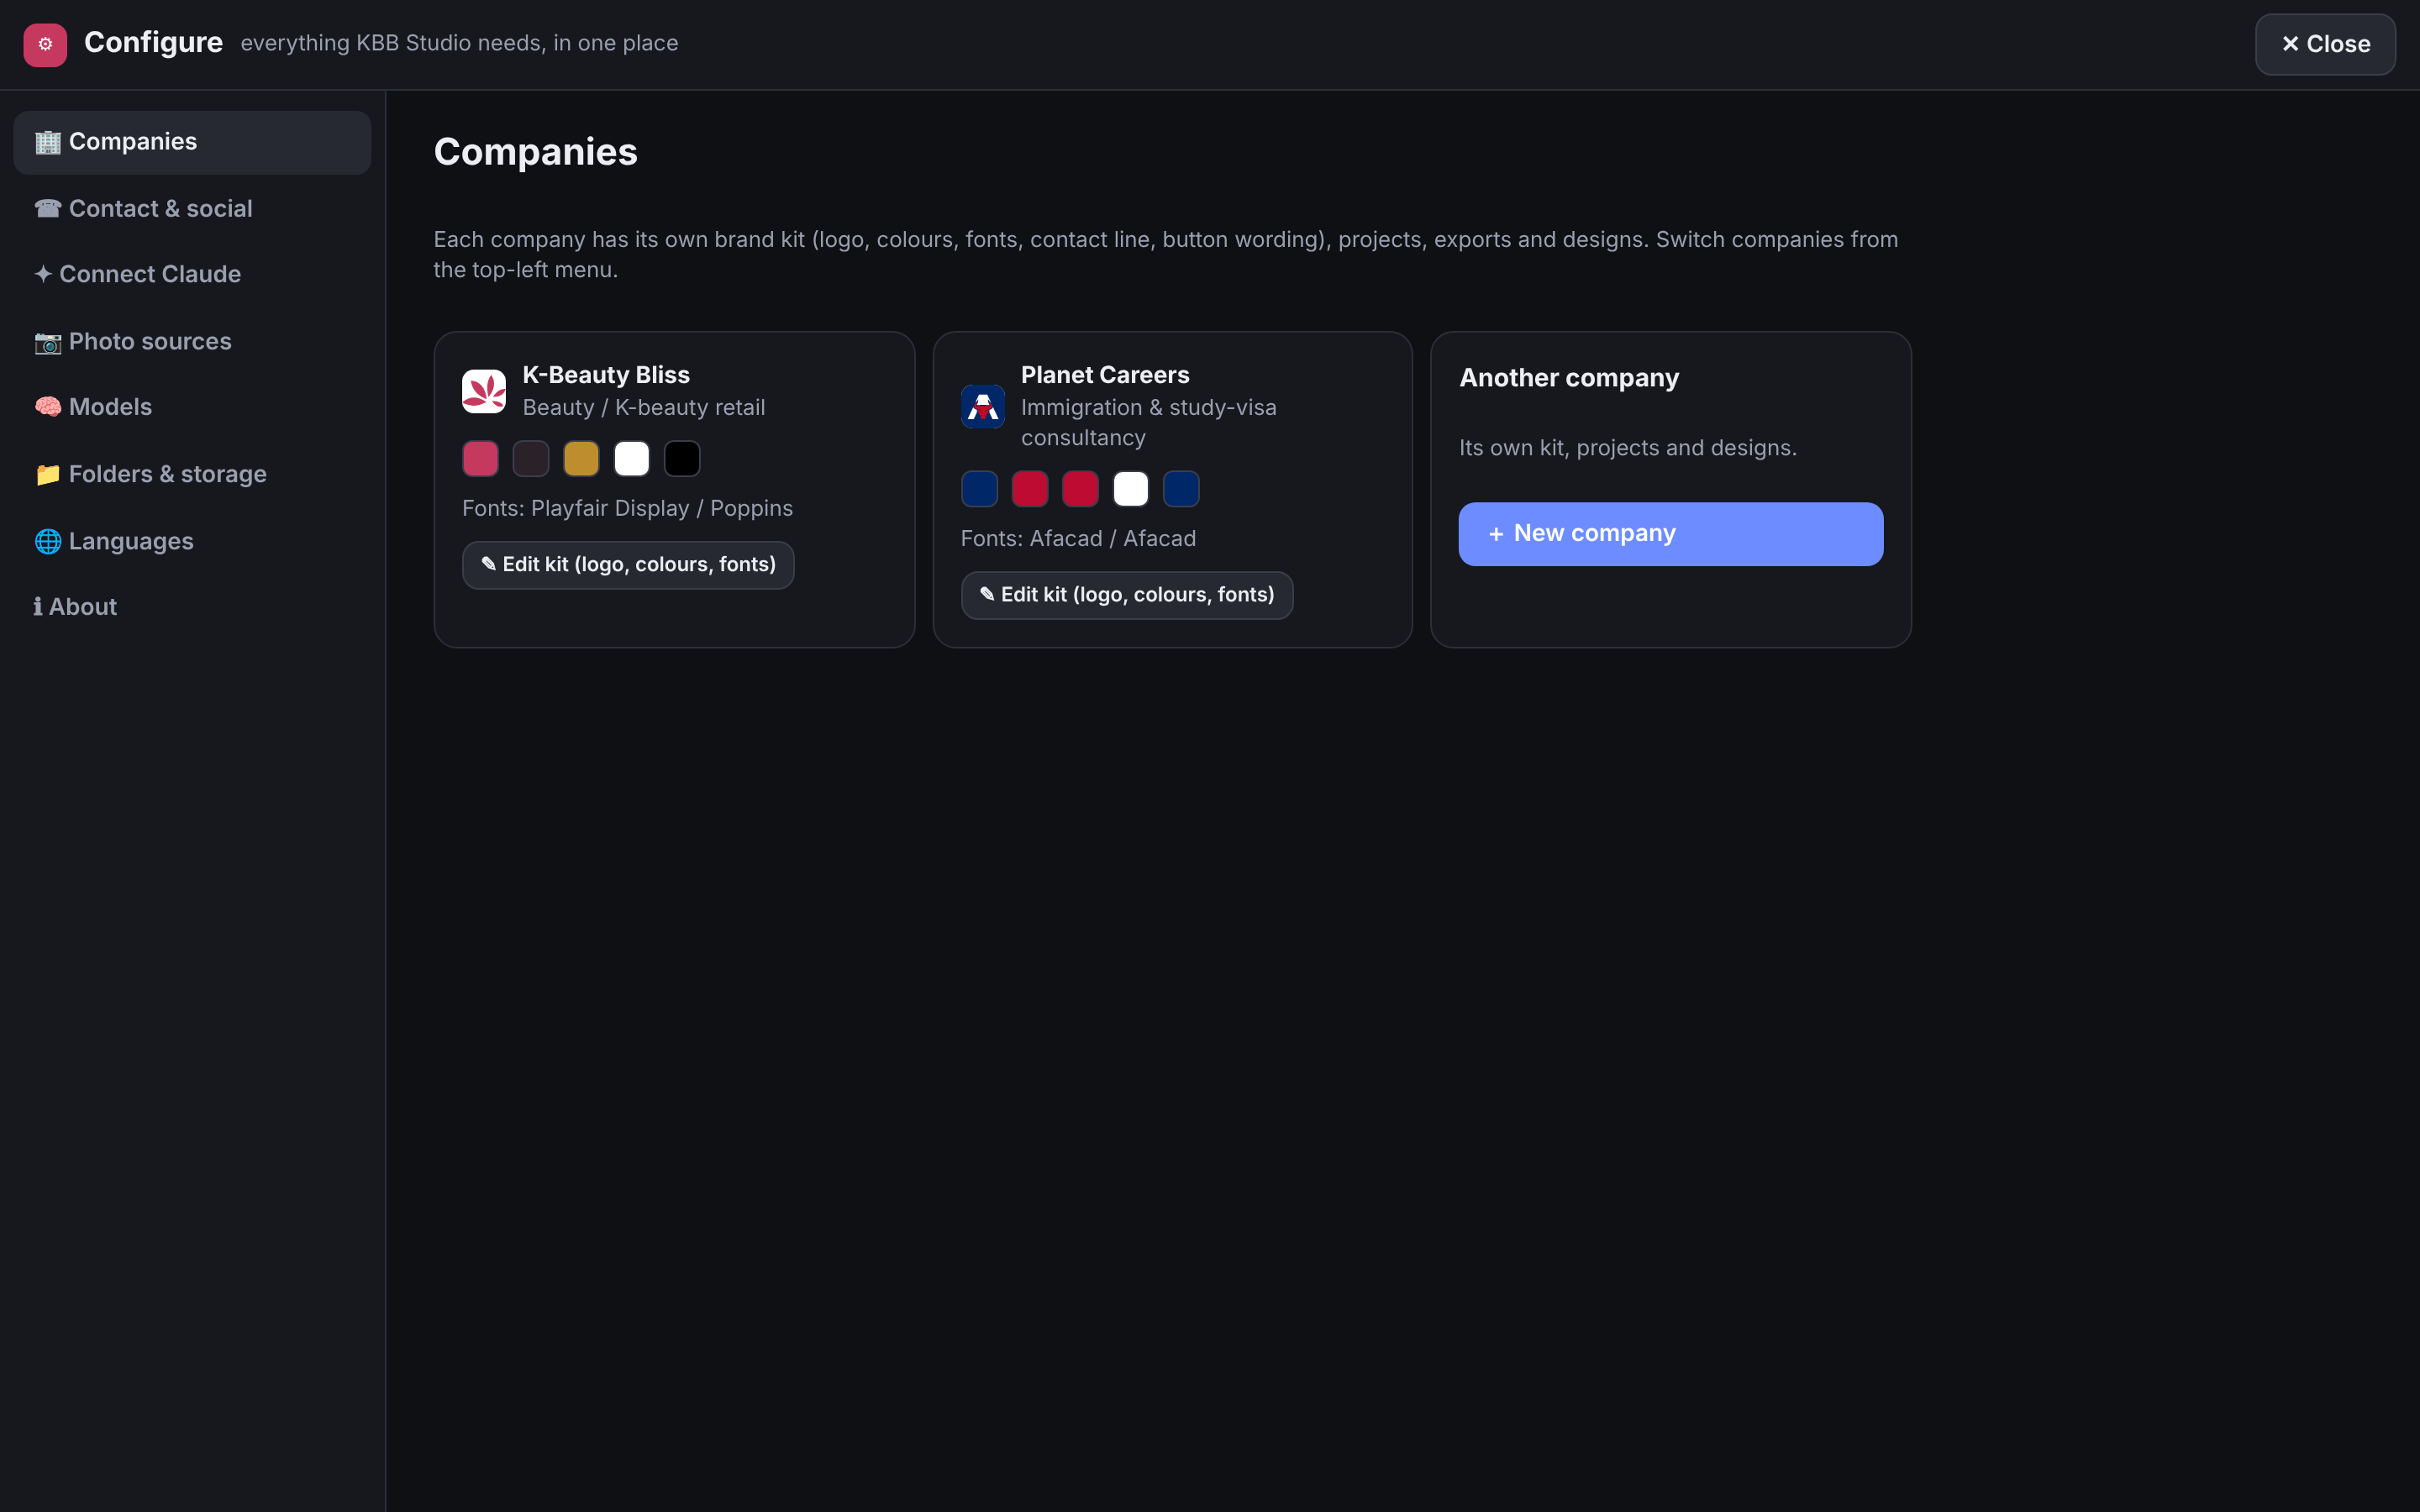 Configure everything KBB Studio needs, in one place
✕ Close
Companies
Contact & social
Connect Claude
Photo sources
Models
Folders & storage
Languages
About
Companies
Each company has its own brand kit (logo, colours, fonts, contact line, button wording), projects, exports and designs. Switch companies from
the top-left menu.
K-Beauty Bliss
Beauty / K-beauty retail
Fonts: Playfair Display / Poppins
✎ Edit kit (logo, colours, fonts)
Planet Careers
Immigration & study-visa
consultancy
Fonts: Afacad / Afacad
✎ Edit kit (logo, colours, fonts)
Another company
Its own kit, projects and designs.
+ New company